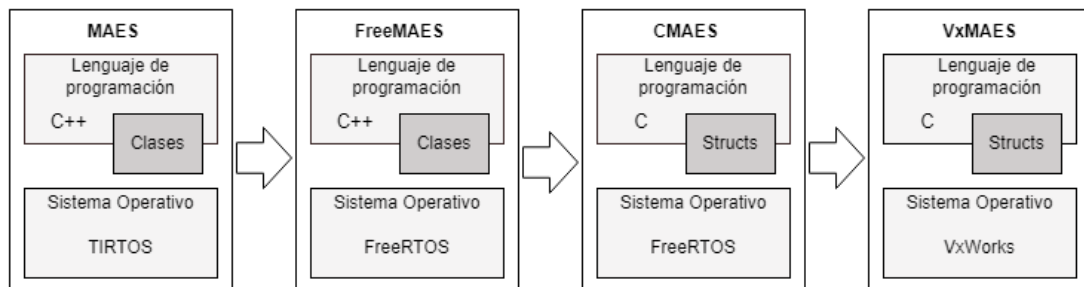 MAES
Lenguaje de
programación
C++
Clases
Sistema Operativo
TIRTOS
FreeMAES
Lenguaje de
programación
C++
Clases
Sistema Operativo
FreeRTOS
CMAES
Lenguaje de
programación
C
Structs
Sistema Operativo
FreeRTOS
VxMAES
Lenguaje de
programación
C
Structs
Sistema Operativo
VxWorks